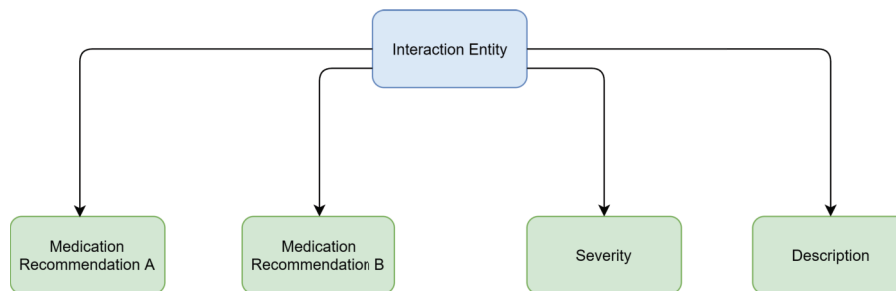 Interaction Entity
Medication
Recommendation A
Medication
Recommendation B
Severity
Description